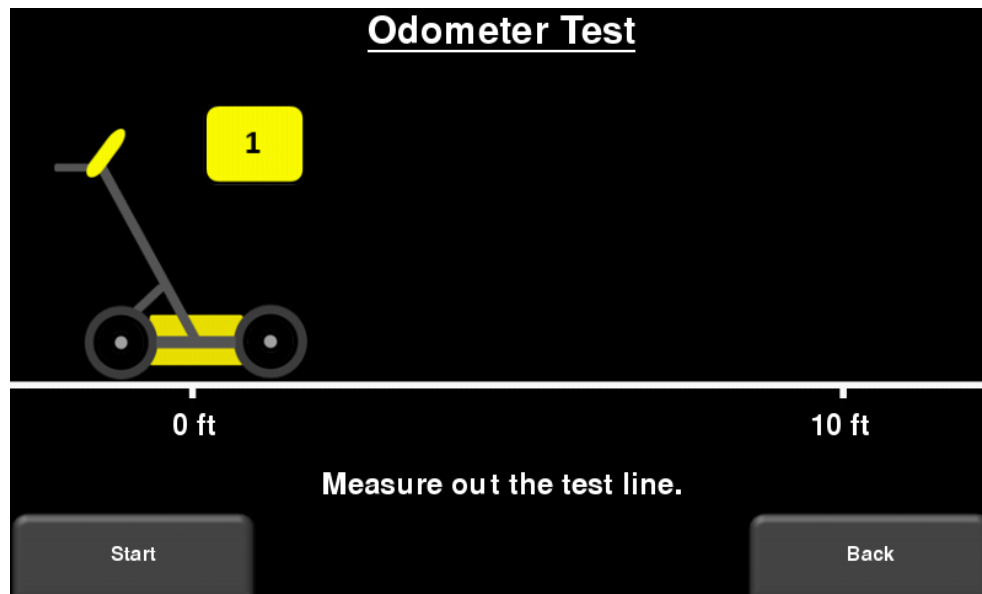 Odometer Test
1
0 ft
10 ft
Measure out the test line.
Start
Back